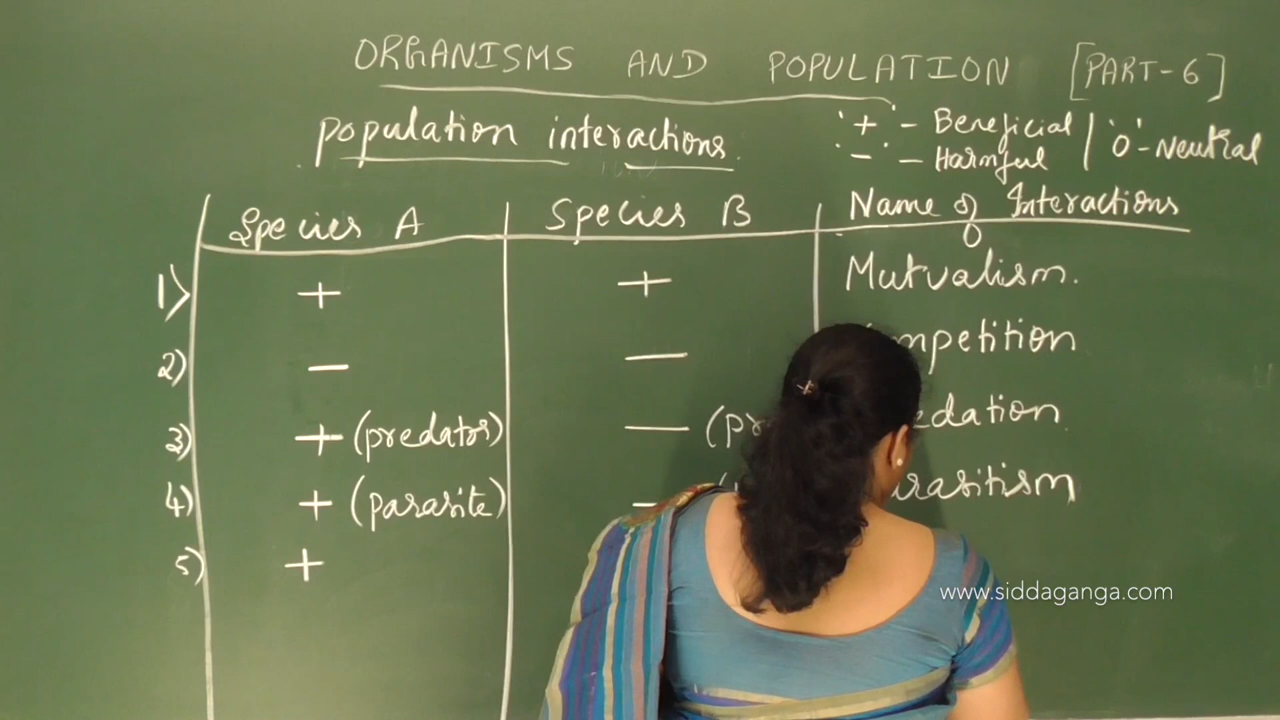 ORGANISMS AND POPULATION [PART-6]
Population interactions
'+' - Beneficial / '0' - Neutral
'-' - Harmful
Species A Species B Name of Interactions
1) + + Mutualism.
2) — —
3) + (predator) —
4) + (parasite) —
5) +
www.siddaganga.com